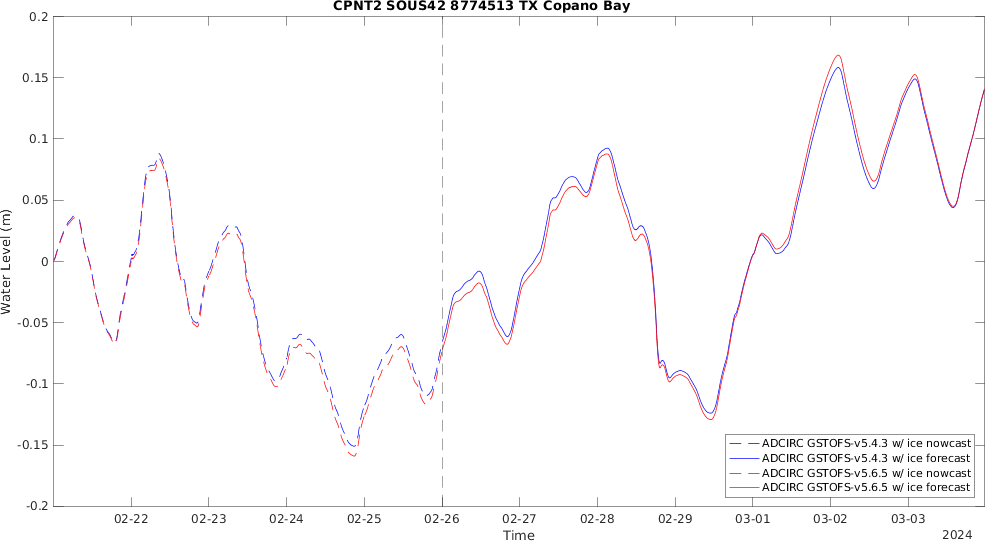 CPNT2 SOUS42 8774513 TX Copano Bay
0.2
0.15
0.1
0.05
0
-0.05
-0.1
-0.15
-0.2
Water Level (m)
ADCIRC GSTOFS-v5.4.3 w/ ice nowcast
ADCIRC GSTOFS-v5.4.3 w/ ice forecast
ADCIRC GSTOFS-v5.6.5 w/ ice nowcast
ADCIRC GSTOFS-v5.6.5 w/ ice forecast
02-22 02-23 02-24 02-25 02-26 02-27 02-28 02-29 03-01 03-02 03-03
Time
2024